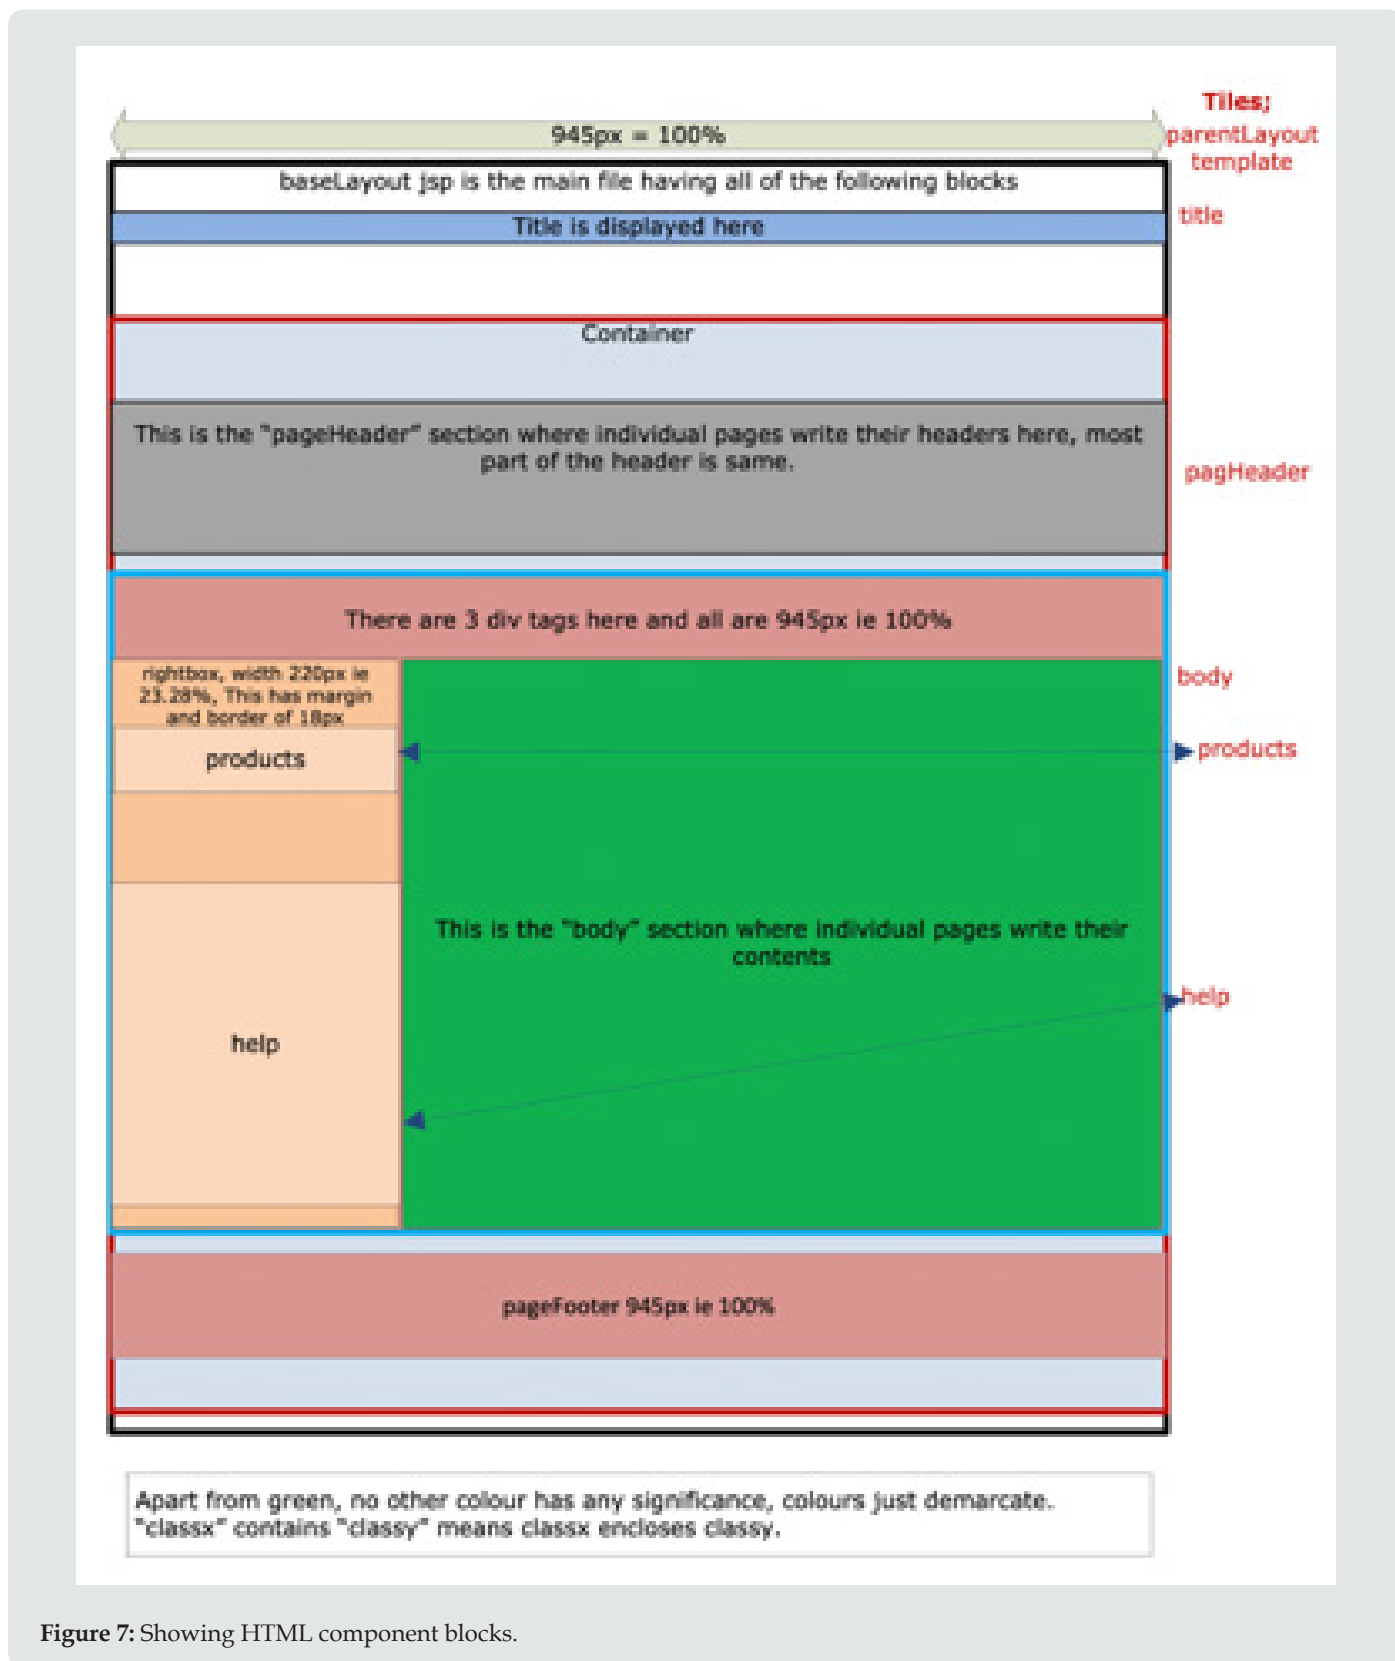 Tiles;
945px = 100%
parentLayout
template
baseLayout jsp is the main file having all of the following blocks
title
Title is displayed here
Container
This is the "pageHeader" section where individual pages write their headers here, most
part of the header is same.
pagHeader
There are 3 div tags here and all are 945px ie 100%
rightbox, width 220px ie
23.28%, This has margin
and border of 18px
body
products
products
This is the "body" section where individual pages write their
contents
help
help
pageFooter 945px ie 100%
Apart from green, no other colour has any significance, colours just demarcate.
"classx" contains "classy" means classx encloses classy.
Figure 7: Showing HTML component blocks.